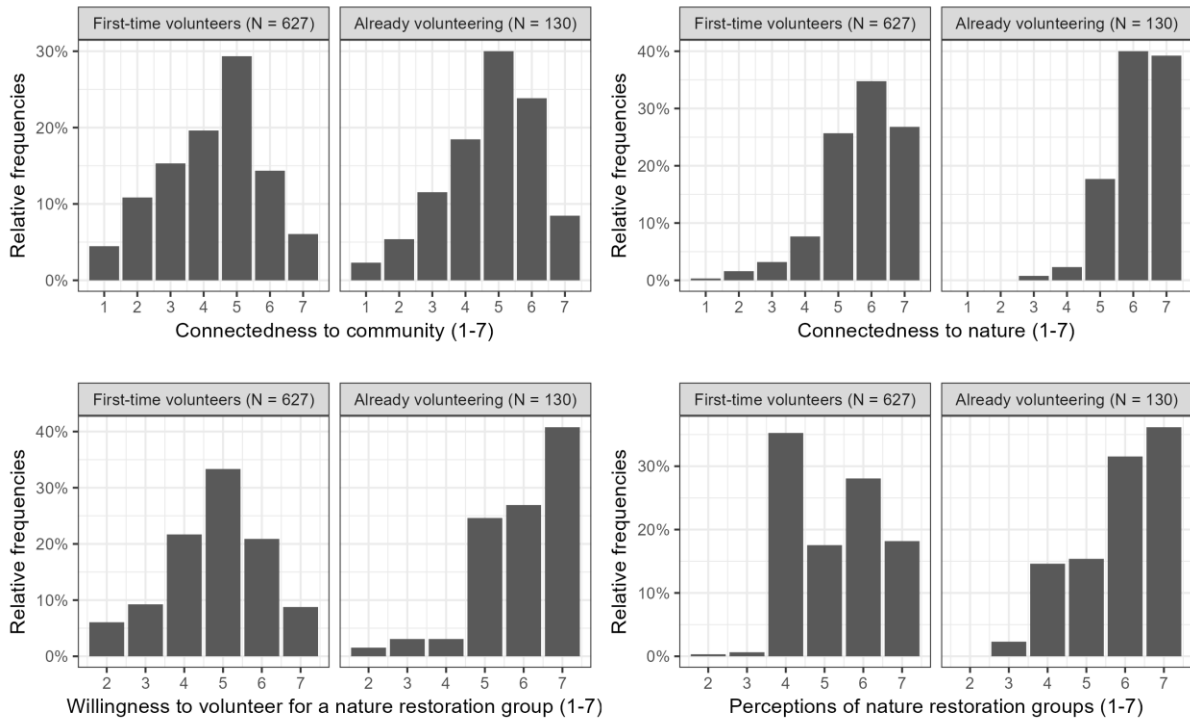 First-time volunteers (N = 627) Already volunteering (N = 130)
30%
20%
10%
0%
Relative frequencies
1 2 3 4 5 6 7 1 2 3 4 5 6 7
Connectedness to community (1-7)
First-time volunteers (N = 627) Already volunteering (N = 130)
40%
30%
20%
10%
0%
Relative frequencies
1 2 3 4 5 6 7 1 2 3 4 5 6 7
Connectedness to nature (1-7)
First-time volunteers (N = 627) Already volunteering (N = 130)
40%
30%
20%
10%
0%
Relative frequencies
2 3 4 5 6 7 2 3 4 5 6 7
Willingness to volunteer for a nature restoration group (1-7)
First-time volunteers (N = 627) Already volunteering (N = 130)
30%
20%
10%
0%
Relative frequencies
2 3 4 5 6 7 2 3 4 5 6 7
Perceptions of nature restoration groups (1-7)